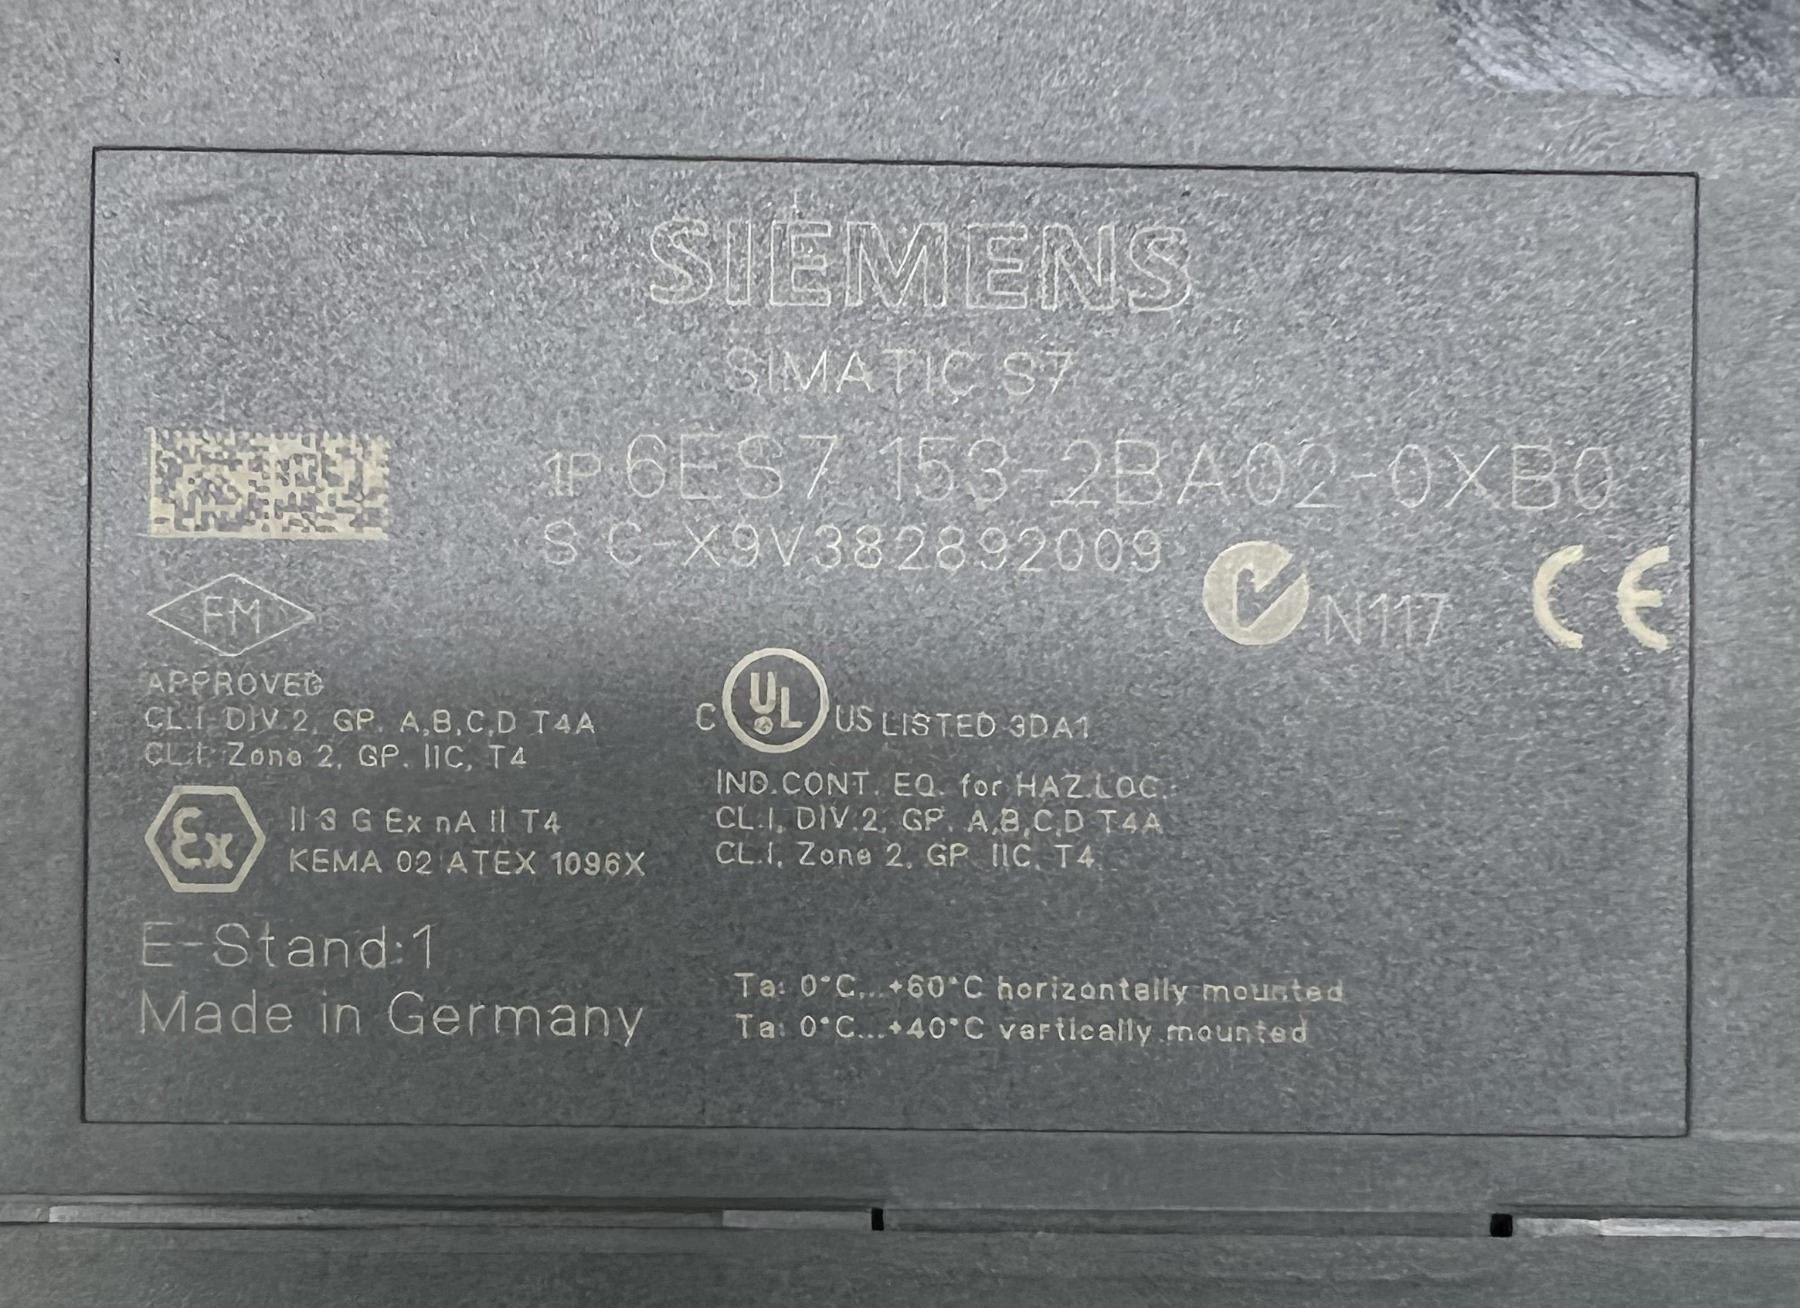 SIEMENS
SIMATIC S7
1P 6ES7 153-2BA02-0XB0
S C-X9V382892009
N117
CE
FM
APPROVED
CL.I, DIV.2, GP. A,B,C,D T4A
CL.I, Zone 2, GP. IIC, T4
C UL US LISTED 3DA1
IND.CONT. EQ. for HAZ.LOC.:
CL.I, DIV.2, GP. A,B,C,D T4A
CL.I, Zone 2, GP. IIC, T4
Ex II 3 G Ex nA II T4
KEMA 02 ATEX 1096X
E-Stand:1
Made in Germany
Ta: 0°C...+60°C horizontally mounted
Ta: 0°C...+40°C vertically mounted